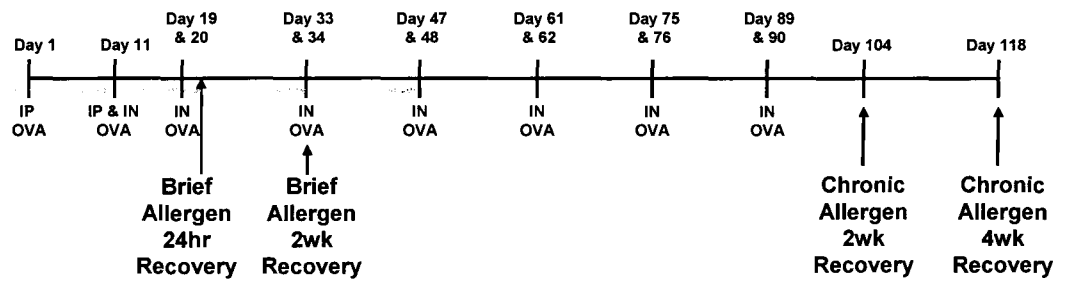 Day 1
Day 11
Day 19
& 20
Day 33
& 34
Day 47
& 48
Day 61
& 62
Day 75
& 76
Day 89
& 90
Day 104
Day 118
IP
OVA
IP & IN
OVA
IN
OVA
IN
OVA
IN
OVA
IN
OVA
IN
OVA
IN
OVA
Brief
Allergen
24hr
Recovery
Brief
Allergen
2wk
Recovery
Chronic
Allergen
2wk
Recovery
Chronic
Allergen
4wk
Recovery